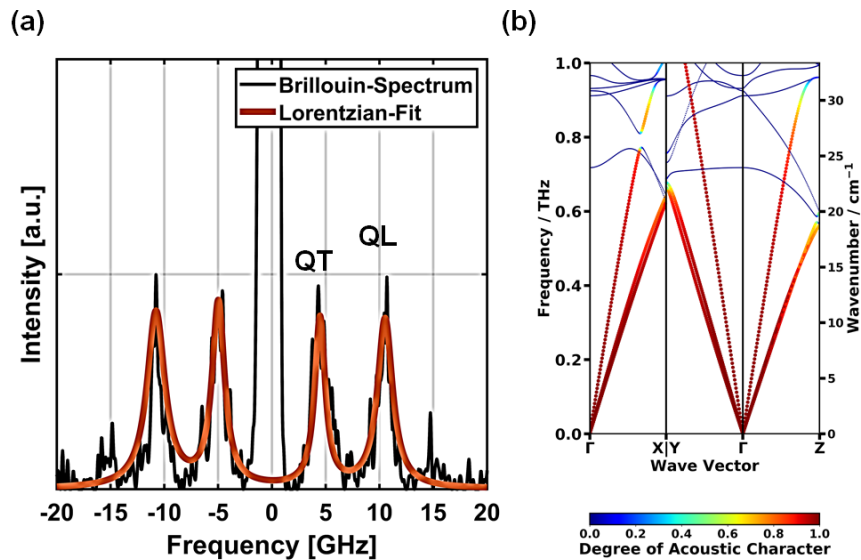 (a)
Brillouin-Spectrum
Lorentzian-Fit
QT
QL
Intensity [a.u.]
-20 -15 -10 -5 0 5 10 15 20
Frequency [GHz]
(b)
1.0
0.8
0.6
0.4
0.2
0.0
Frequency / THz
30
25
20
15
10
5
0
Wavenumber / cm⁻¹
Γ X|Y Γ Z
Wave Vector
0.0 0.2 0.4 0.6 0.8 1.0
Degree of Acoustic Character